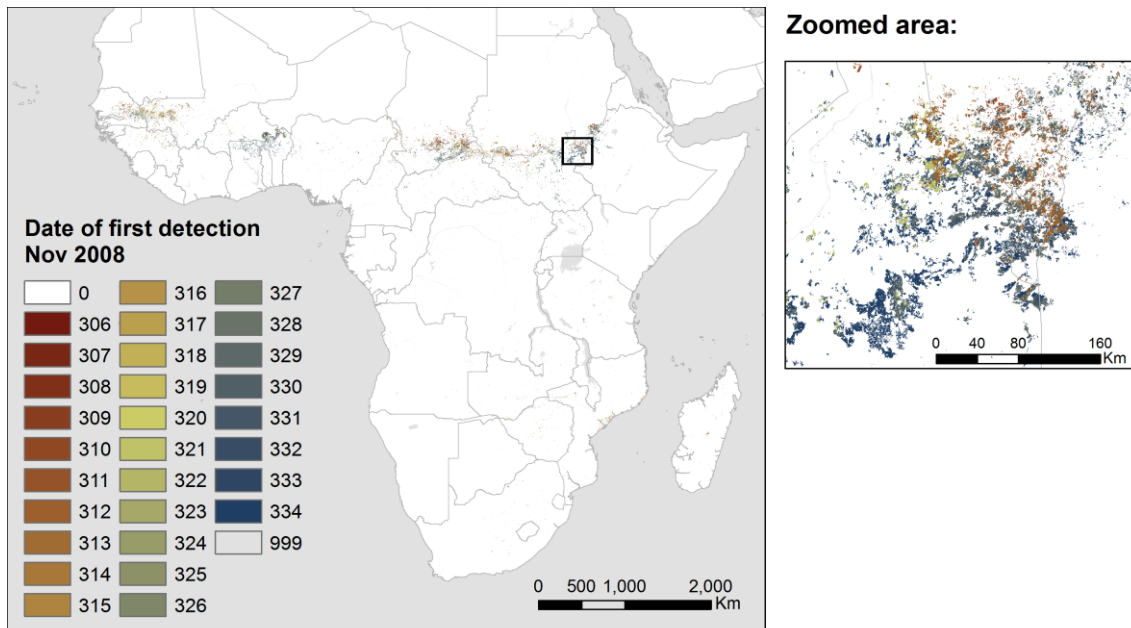 Zoomed area:
Date of first detection
Nov 2008
0 316 327
306 317 328
307 318 329
308 319 330
309 320 331
310 321 332
311 322 333
312 323 334
313 324 999
314 325
315 326
0 500 1,000 2,000
Km
0 40 80 160
Km